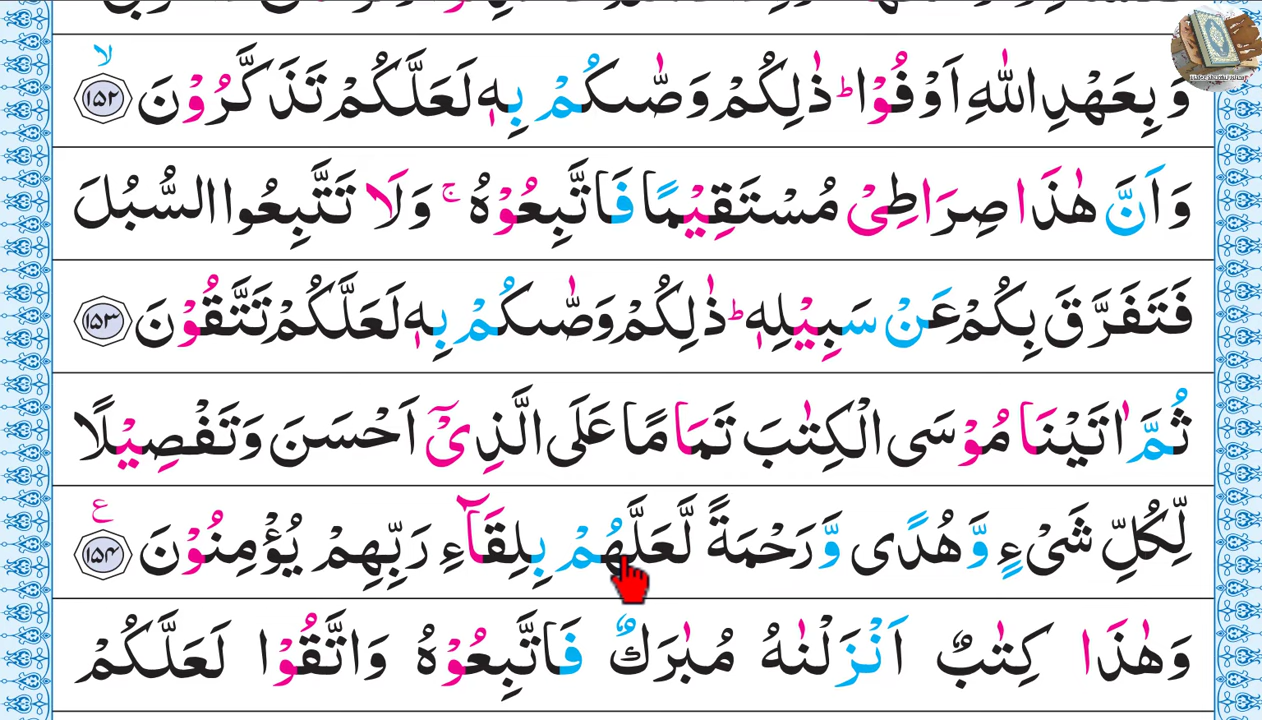 وَ بِعَهْدِ اللّٰهِ اَوْفُوْا ؕ ذٰلِكُمْ وَصّٰىكُمْ بِهٖ لَعَلَّكُمْ تَذَكَّرُوْنَ ۙ ﴿۱۵۲﴾
وَ اَنَّ هٰذَا صِرَاطِیْ مُسْتَقِیْمًا فَاتَّبِعُوْهُ ۚ وَلَا تَتَّبِعُوا السُّبُلَ
فَتَفَرَّقَ بِكُمْ عَنْ سَبِیْلِهٖ ؕ ذٰلِكُمْ وَصّٰىكُمْ بِهٖ لَعَلَّكُمْ تَتَّقُوْنَ ﴿۱۵۳﴾
ثُمَّ اٰتَیْنَا مُوْسَی الْكِتٰبَ تَمَامًا عَلَی الَّذِیْۤ اَحْسَنَ وَتَفْصِیْلًا
لِّكُلِّ شَیْءٍ وَّهُدًی وَّرَحْمَةً لَّعَلَّهُمْ بِلِقَآءِ رَبِّهِمْ یُؤْمِنُوْنَ ﴿۱۵۴﴾ ع
وَهٰذَا كِتٰبٌ اَنْزَلْنٰهُ مُبٰرَكٌ فَاتَّبِعُوْهُ وَاتَّقُوْا لَعَلَّكُمْ